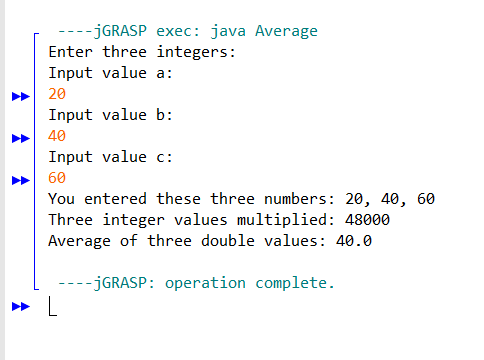 ----jGRASP exec: java Average
Enter three integers:
Input value a:
20
Input value b:
40
Input value c:
60
You entered these three numbers: 20, 40, 60
Three integer values multiplied: 48000
Average of three double values: 40.0
----jGRASP: operation complete.